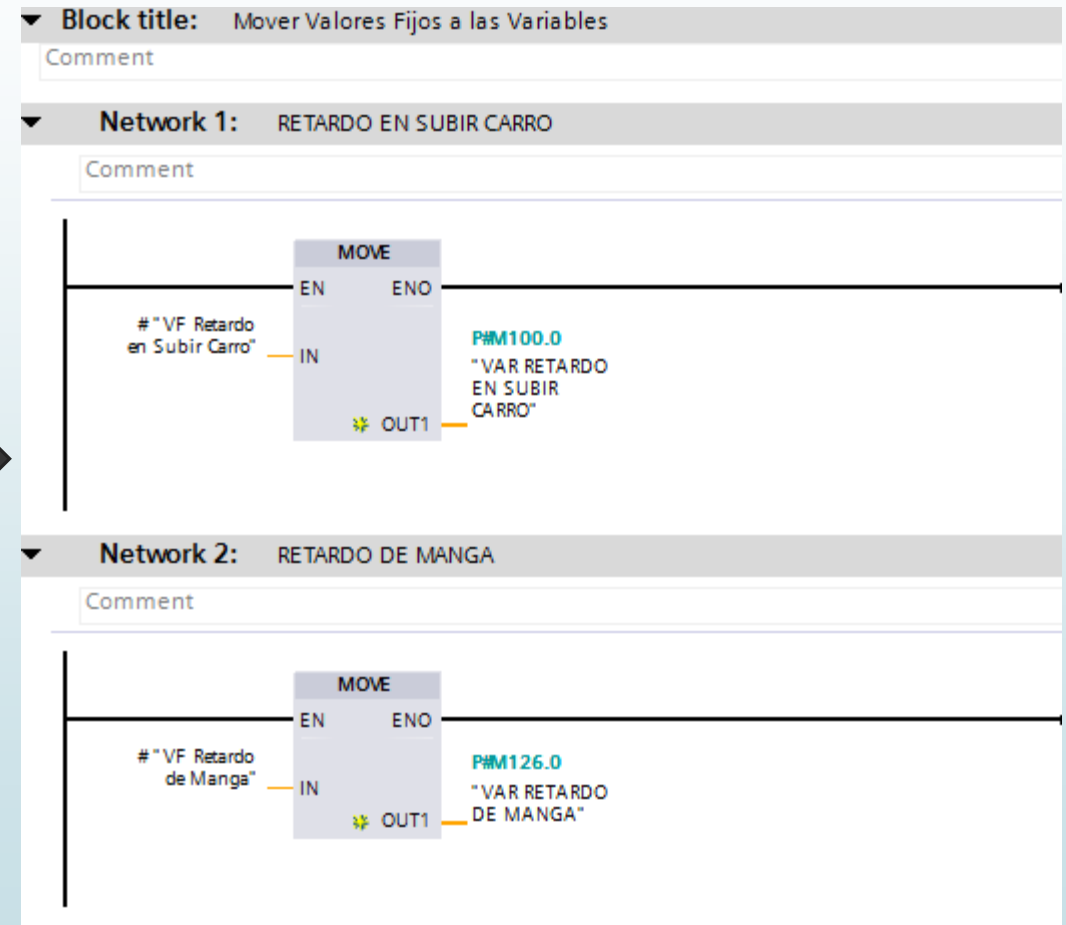 Block title: Mover Valores Fijos a las Variables
Comment
Network 1: RETARDO EN SUBIR CARRO
Comment
MOVE
EN ENO
#"VF Retardo
en Subir Carro"
IN
P#M100.0
"VAR RETARDO
EN SUBIR
CARRO"
OUT1
Network 2: RETARDO DE MANGA
Comment
MOVE
EN ENO
#"VF Retardo
de Manga"
IN
P#M126.0
"VAR RETARDO
DE MANGA"
OUT1